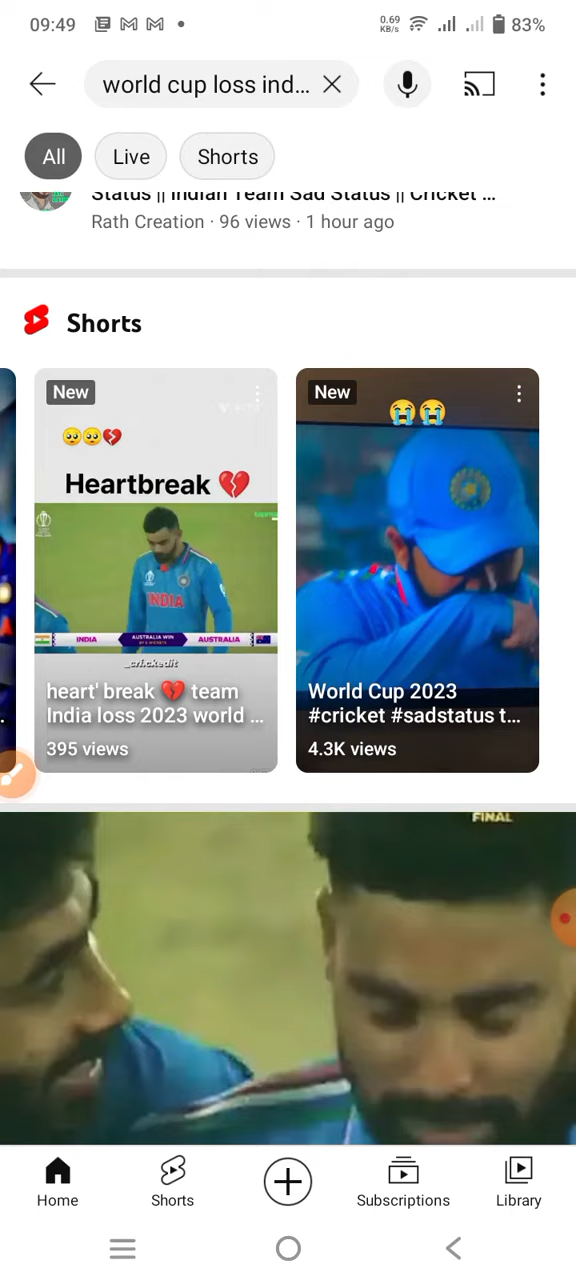 09:49
0.69
KB/s
83%
world cup loss ind...
All
Live
Shorts
Status || Indian Team Sad Status || Cricket ...
Rath Creation · 96 views · 1 hour ago
Shorts
New
🥺🥺💔
Heartbreak 💔
INDIA
INDIA
AUSTRALIA WIN
AUSTRALIA
_cri.ckedit
heart' break 💔 team
India loss 2023 world ...
395 views
New
😭😭
World Cup 2023
#cricket #sadstatus t...
4.3K views
FINAL
Home
Shorts
Subscriptions
Library